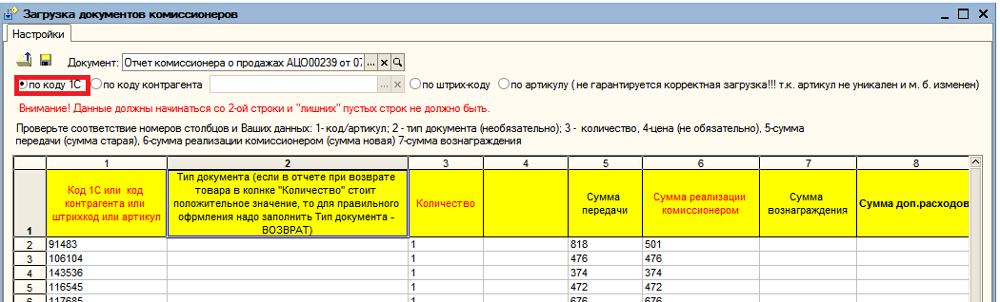 Загрузка документов комиссионеров
Настройки
Документ: Отчет комиссионера о продажах АЦО00239 от 07
по коду 1С по коду контрагента по штрих-коду по артикулу ( не гарантируется корректная загрузка!!! т.к. артикул не уникален и м. б. изменен)
Внимание! Данные должны начинаться со 2-ой строки и "лишних" пустых строк не должно быть.
Проверьте соответствие номеров столбцов и Ваших данных: 1- код/артикул; 2 - тип документа (необязательно); 3 - количество, 4-цена (не обязательно), 5-сумма
передачи (сумма старая), 6-сумма реализации комиссионером (сумма новая) 7-сумма вознаграждения
1 2 3 4 5 6 7 8
Код 1С или код
контрагента или
штрихкод или артикул
Тип документа (если в отчете при возврате
товара в колнке "Количество" стоит
положительное значение, то для правильного
офрмления надо заполнить Тип документа -
ВОЗВРАТ)
Количество
Сумма
передачи
Сумма реализации
комиссионером
Сумма
вознаграждения
Сумма доп.расходов
1
2 91483 1 818 501
3 106104 1 476 476
4 143536 1 374 374
5 116545 1 472 472
6 117685 1 676 676